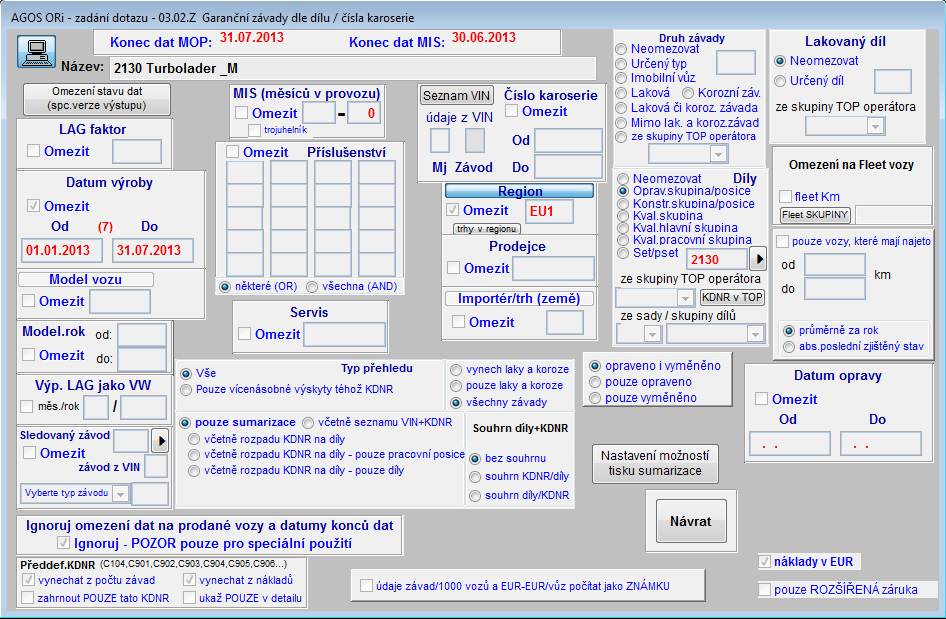 AGOS ORi - zadání dotazu - 03.02.Z Garanční závady dle dílu / čísla karoserie
Konec dat MOP: 31.07.2013 Konec dat MIS: 30.06.2013
Název: 2130 Turbolader _M
Omezení stavu dat
(spc.verze výstupu)
LAG faktor
Omezit
Datum výroby
Omezit
Od (7) Do
01.01.2013 31.07.2013
Model vozu
Omezit
Model.rok od:
Omezit do:
Výp. LAG jako VW
měs./rok /
Sledovaný závod
Omezit
závod z VIN
Vyberte typ závodu
MIS (měsíců v provozu)
Omezit - 0
trojuhelník
Omezit Příslušenství
některé (OR) všechna (AND)
Servis
Omezit
Seznam VIN Číslo karoserie
Omezit
údaje z VIN
Od
Mj Závod Do
Region
Omezit EU1
trhy v regionu
Prodejce
Omezit
Importér/trh (země)
Omezit
Druh závady
Neomezovat
Určený typ
Imobilní vůz
Laková Korozní záv.
Laková či koroz. závada
Mimo lak. a koroz.závad
ze skupiny TOP operátora
Neomezovat Díly
Oprav.skupina/posice
Konstr.skupina/posice
Kval.skupina
Kval.hlavní skupina
Kval.pracovní skupina
Set/pset 2130
ze skupiny TOP operátora
KDNR v TOP
ze sady / skupiny dílů
Lakovaný díl
Neomezovat
Určený díl
ze skupiny TOP operátora
Omezení na Fleet vozy
fleet Km
Fleet SKUPINY
pouze vozy, které mají najeto
od
km
do
průměrně za rok
abs.poslední zjištěný stav
Typ přehledu
Vše
Pouze vícenásobné výskyty téhož KDNR
vynech laky a koroze
pouze laky a koroze
všechny závady
pouze sumarizace včetně seznamu VIN+KDNR
včetně rozpadu KDNR na díly
včetně rozpadu KDNR na díly - pouze pracovní posice
včetně rozpadu KDNR na díly - pouze díly
Souhrn díly+KDNR
bez souhrnu
souhrn KDNR/díly
souhrn díly/KDNR
opraveno i vyměněno
pouze opraveno
pouze vyměněno
Datum opravy
Omezit
Od Do
. . . .
Nastavení možností
tisku sumarizace
Návrat
Ignoruj omezení dat na prodané vozy a datumy konců dat
Ignoruj - POZOR pouze pro speciální použití
Předdef.KDNR (C104,C901,C902,C903,C904,C905,C906...)
vynechat z počtu závad vynechat z nákladů
zahrnout POUZE tato KDNR ukaž POUZE v detailu
údaje závad/1000 vozů a EUR-EUR/vůz počítat jako ZNÁMKU
náklady v EUR
pouze ROZŠÍŘENÁ záruka